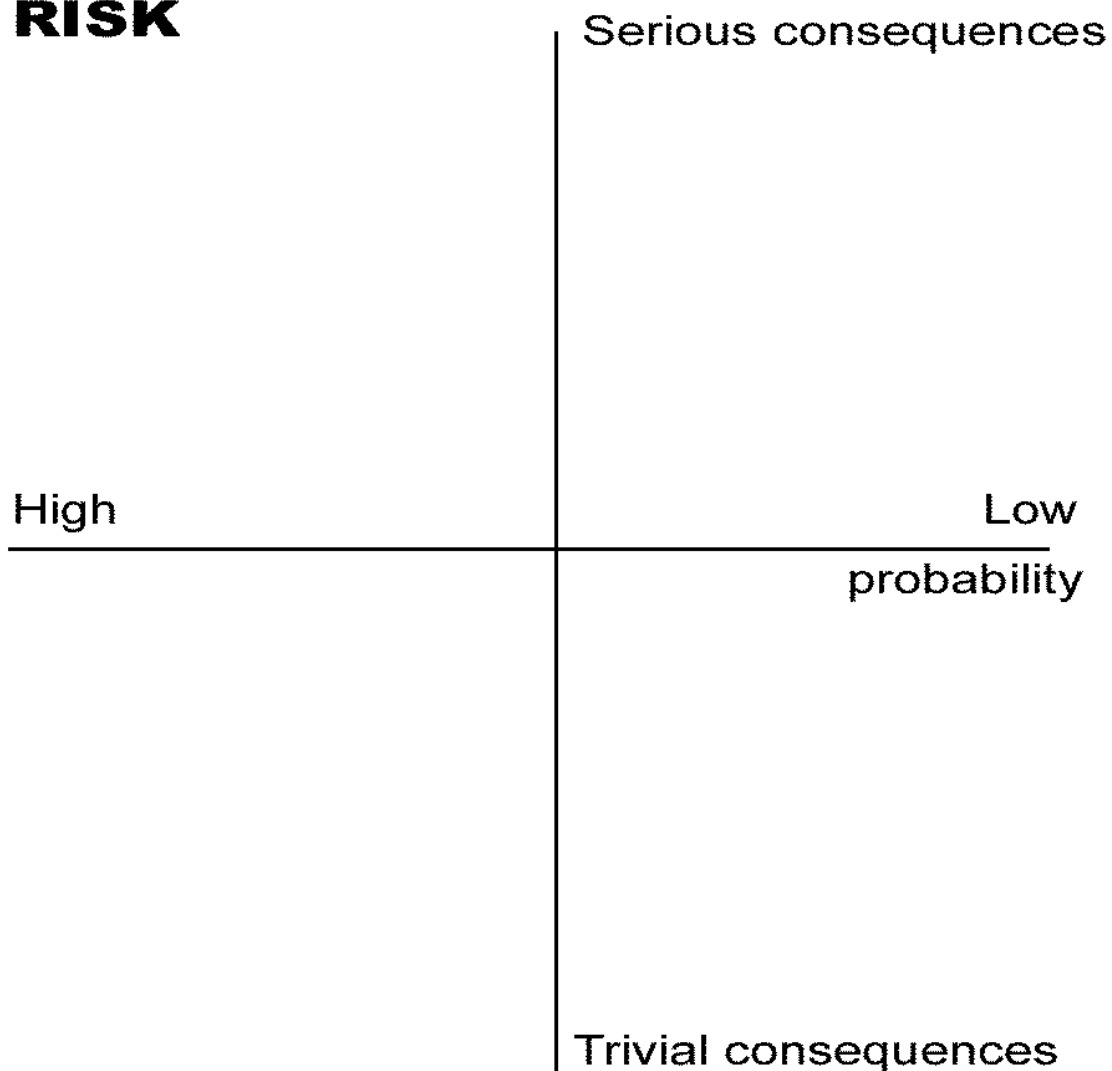 RISK
Serious consequences
High
Low
probability
Trivial consequences